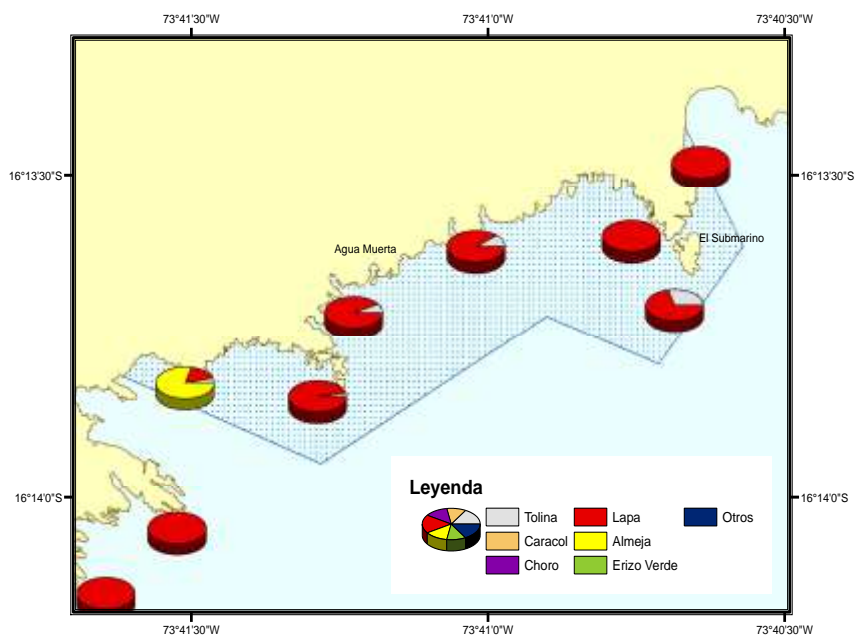 73°41'30"W 73°41'0"W 73°40'30"W
16°13'30"S 16°13'30"S
El Submarino
Agua Muerta
16°14'0"S 16°14'0"S
Leyenda
Tolina Lapa Otros
Caracol Almeja
Choro Erizo Verde
73°41'30"W 73°41'0"W 73°40'30"W